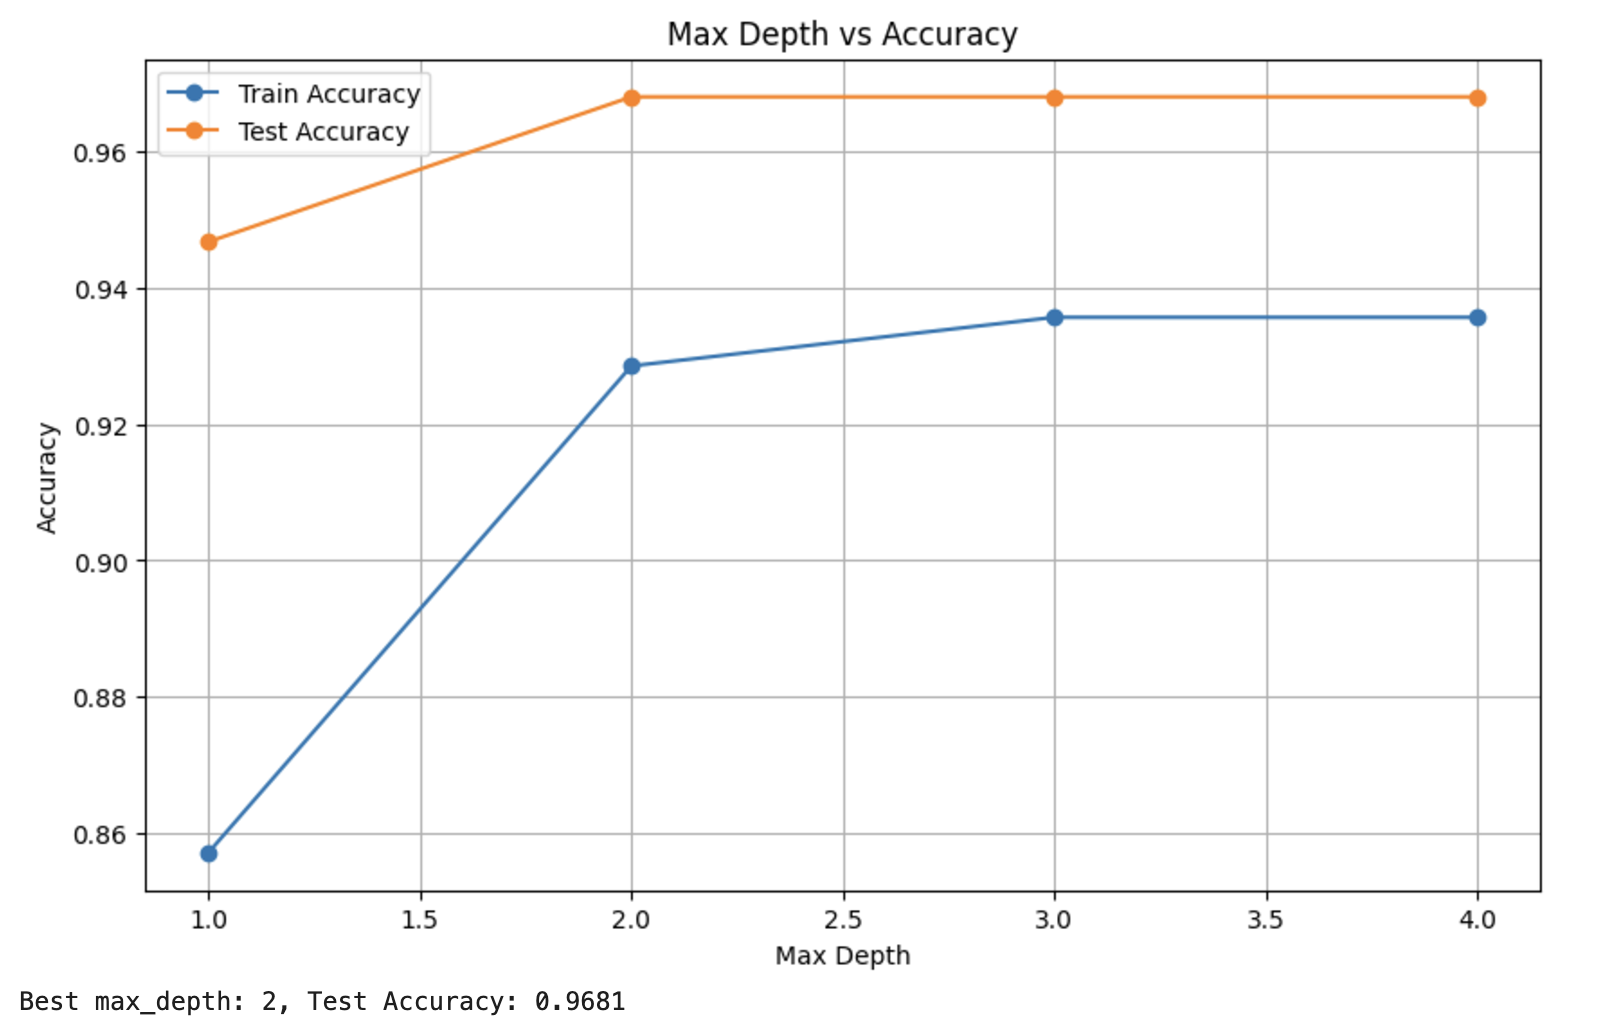 Max Depth vs Accuracy
Train Accuracy
Test Accuracy
0.96
0.94
0.92
0.90
0.88
0.86
Accuracy
1.0 1.5 2.0 2.5 3.0 3.5 4.0
Max Depth
Best max_depth: 2, Test Accuracy: 0.9681